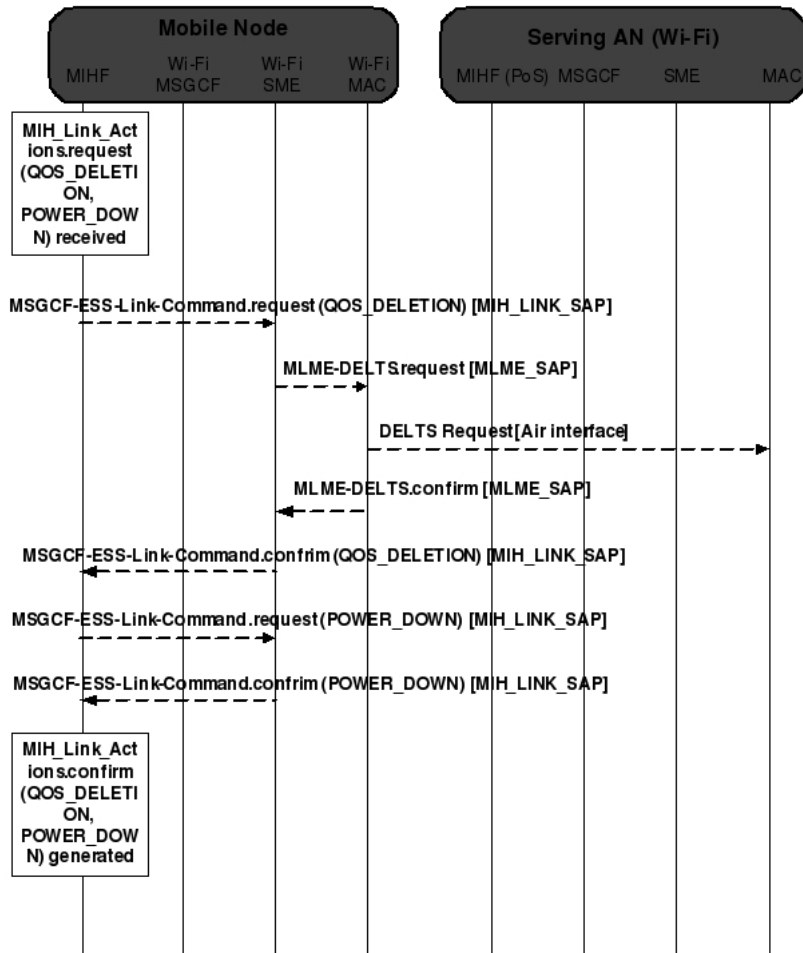 Mobile Node
Serving AN (Wi-Fi)
MIHF
Wi-Fi
MSGCF
Wi-Fi
SME
Wi-Fi
MAC
MIHF (PoS)
MSGCF
SME
MAC
MIH_Link_Act
ions.request
(QOS_DELETI
ON,
POWER_DOW
N) received
MSGCF-ESS-Link-Command.request (QOS_DELETION) [MIH_LINK_SAP]
MLME-DELTS.request [MLME_SAP]
DELTS Request[Air interface]
MLME-DELTS.confirm [MLME_SAP]
MSGCF-ESS-Link-Command.confrim (QOS_DELETION) [MIH_LINK_SAP]
MSGCF-ESS-Link-Command.request (POWER_DOWN) [MIH_LINK_SAP]
MSGCF-ESS-Link-Command.confrim (POWER_DOWN) [MIH_LINK_SAP]
MIH_Link_Act
ions.confirm
(QOS_DELETI
ON,
POWER_DOW
N) generated